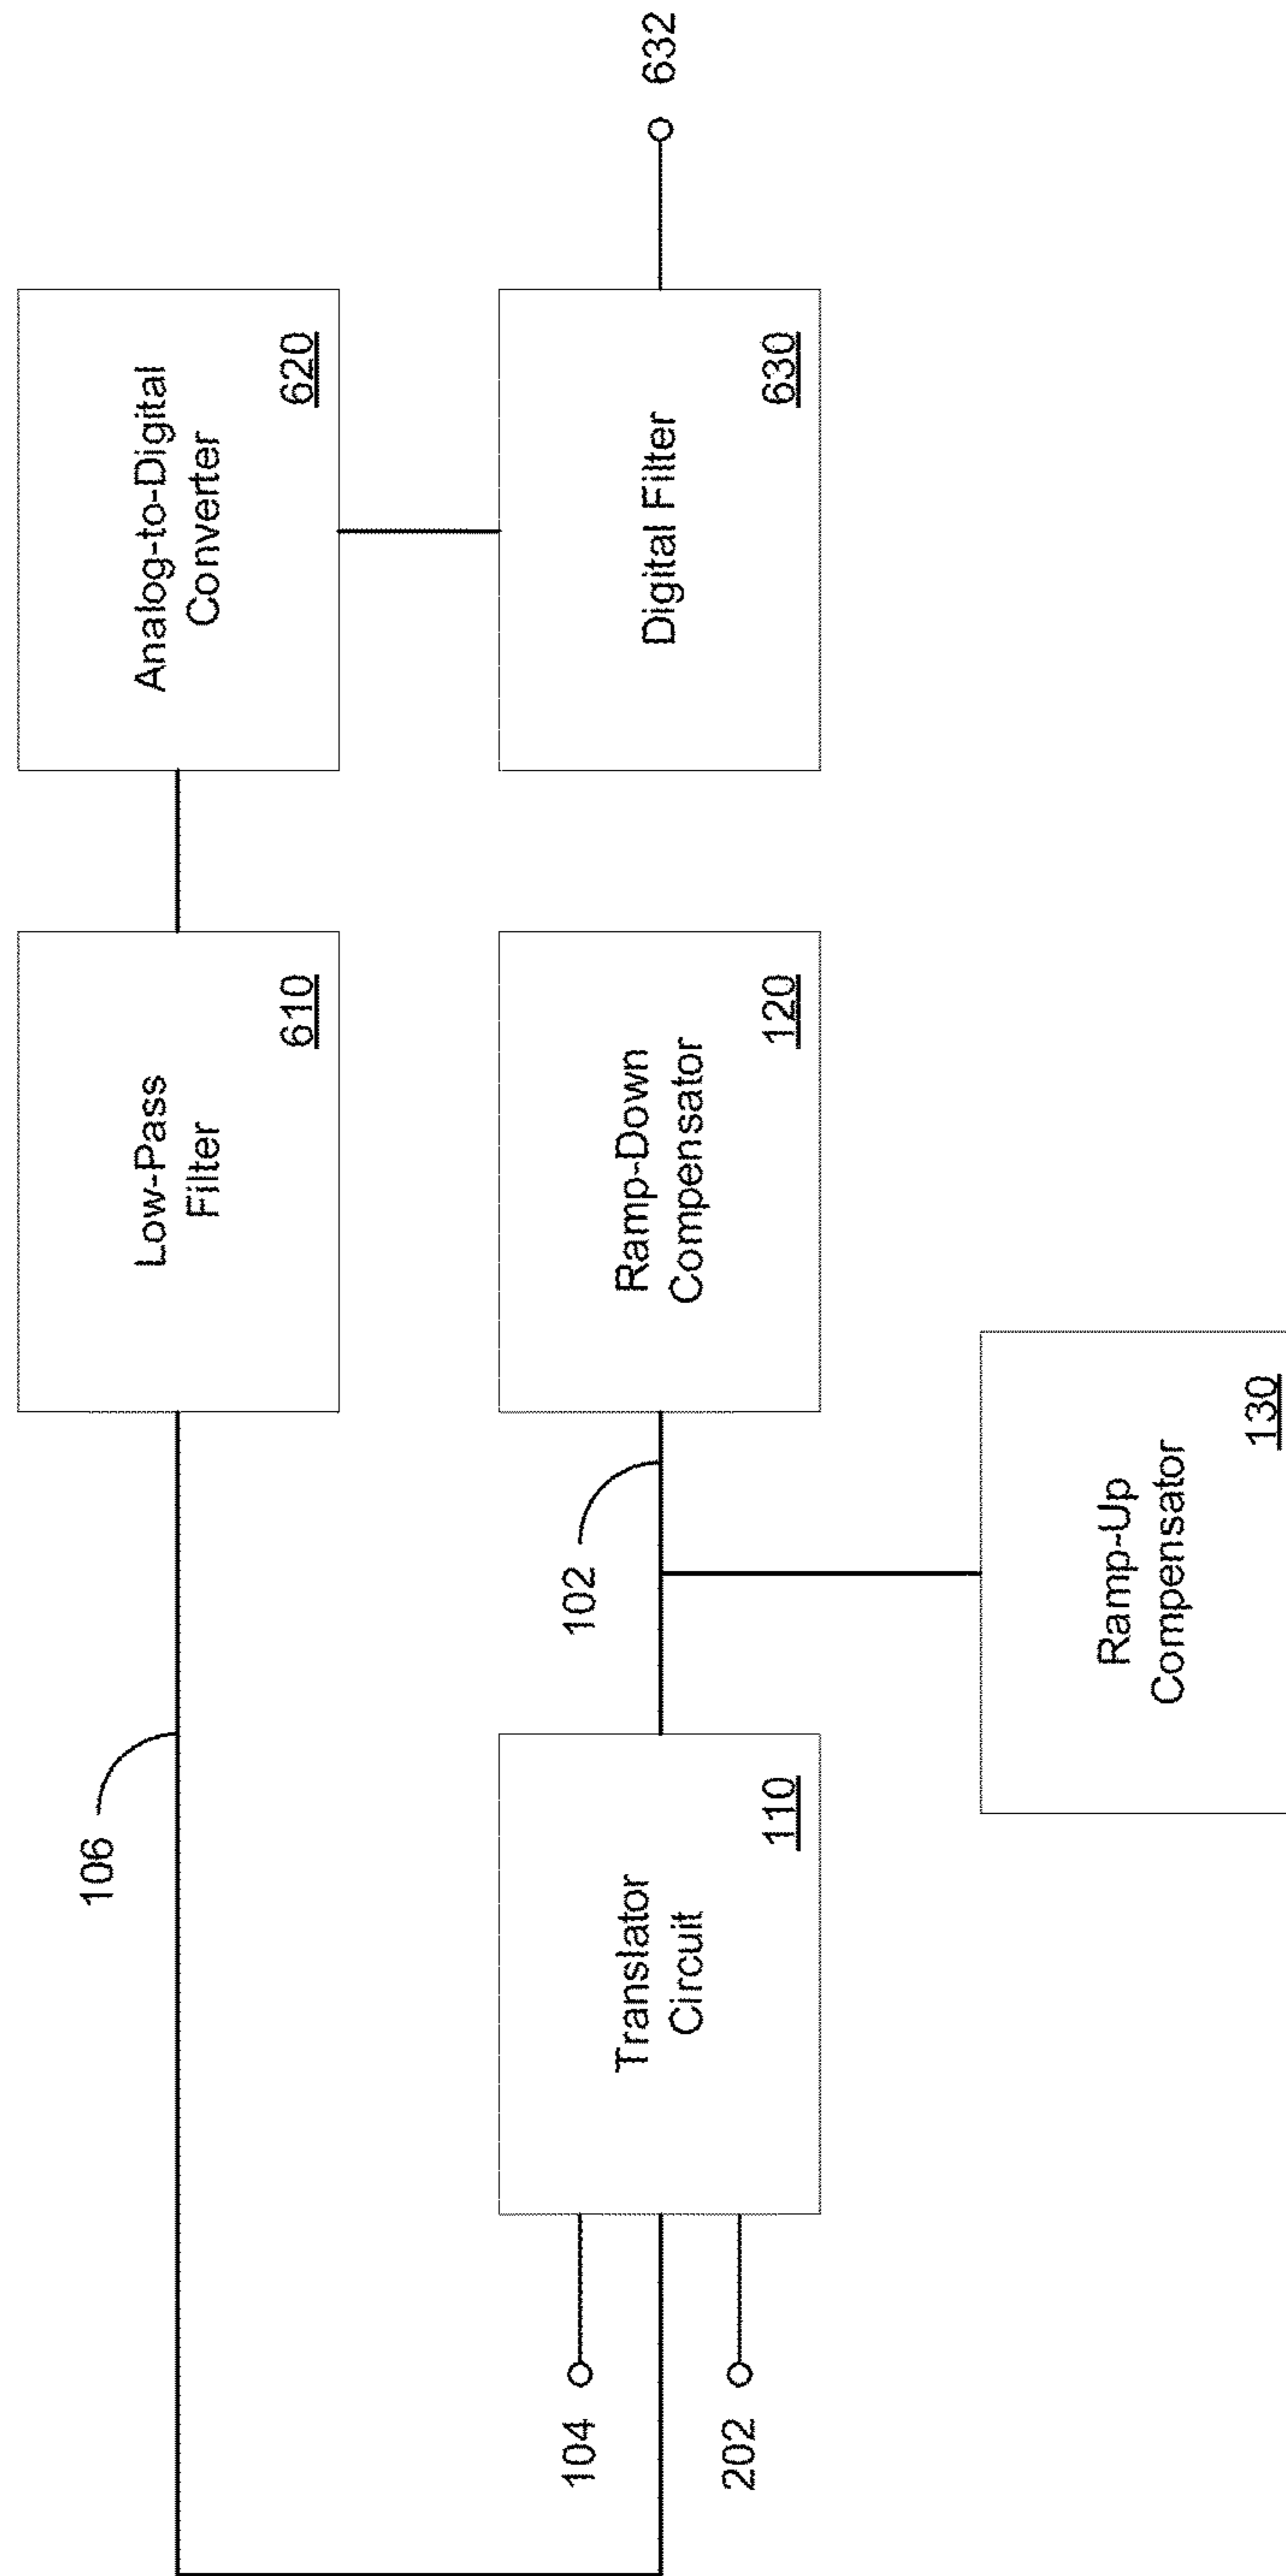 106
Low-Pass
Filter
610
Analog-to-Digital
Converter
620
104
202
Translator
Circuit
110
102
Ramp-Down
Compensator
120
Digital Filter
630
632
Ramp-Up
Compensator
130